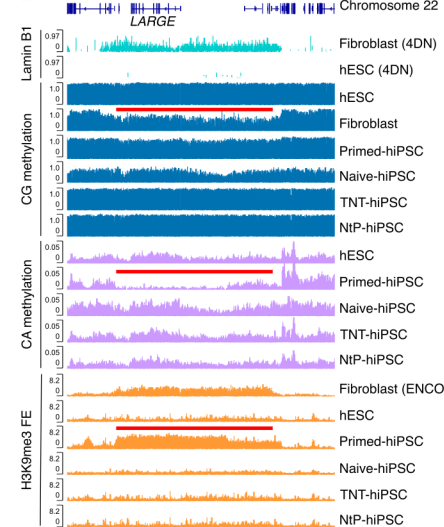 Chromosome 22
LARGE
Lamin B1
0.97
0
Fibroblast (4DN)
0.97
0
hESC (4DN)
CG methylation
1.0
0
hESC
1.0
0
Fibroblast
1.0
0
Primed-hiPSC
1.0
0
Naive-hiPSC
1.0
0
TNT-hiPSC
1.0
0
NtP-hiPSC
CA methylation
0.05
0
hESC
0.05
0
Primed-hiPSC
0.05
0
Naive-hiPSC
0.05
0
TNT-hiPSC
0.05
0
NtP-hiPSC
H3K9me3 FE
8.2
0
Fibroblast (ENCO
8.2
0
hESC
8.2
0
Primed-hiPSC
8.2
0
Naive-hiPSC
8.2
0
TNT-hiPSC
8.2
0
NtP-hiPSC